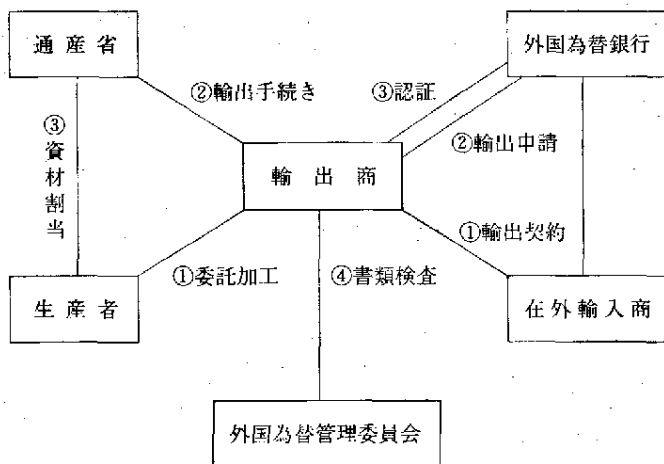 通産省
外国為替銀行
②輸出手続き
③認証
③資材割当
②輸出申請
輸出商
①輸出契約
①委託加工
④書類検査
生産者
在外輸入商
外国為替管理委員会